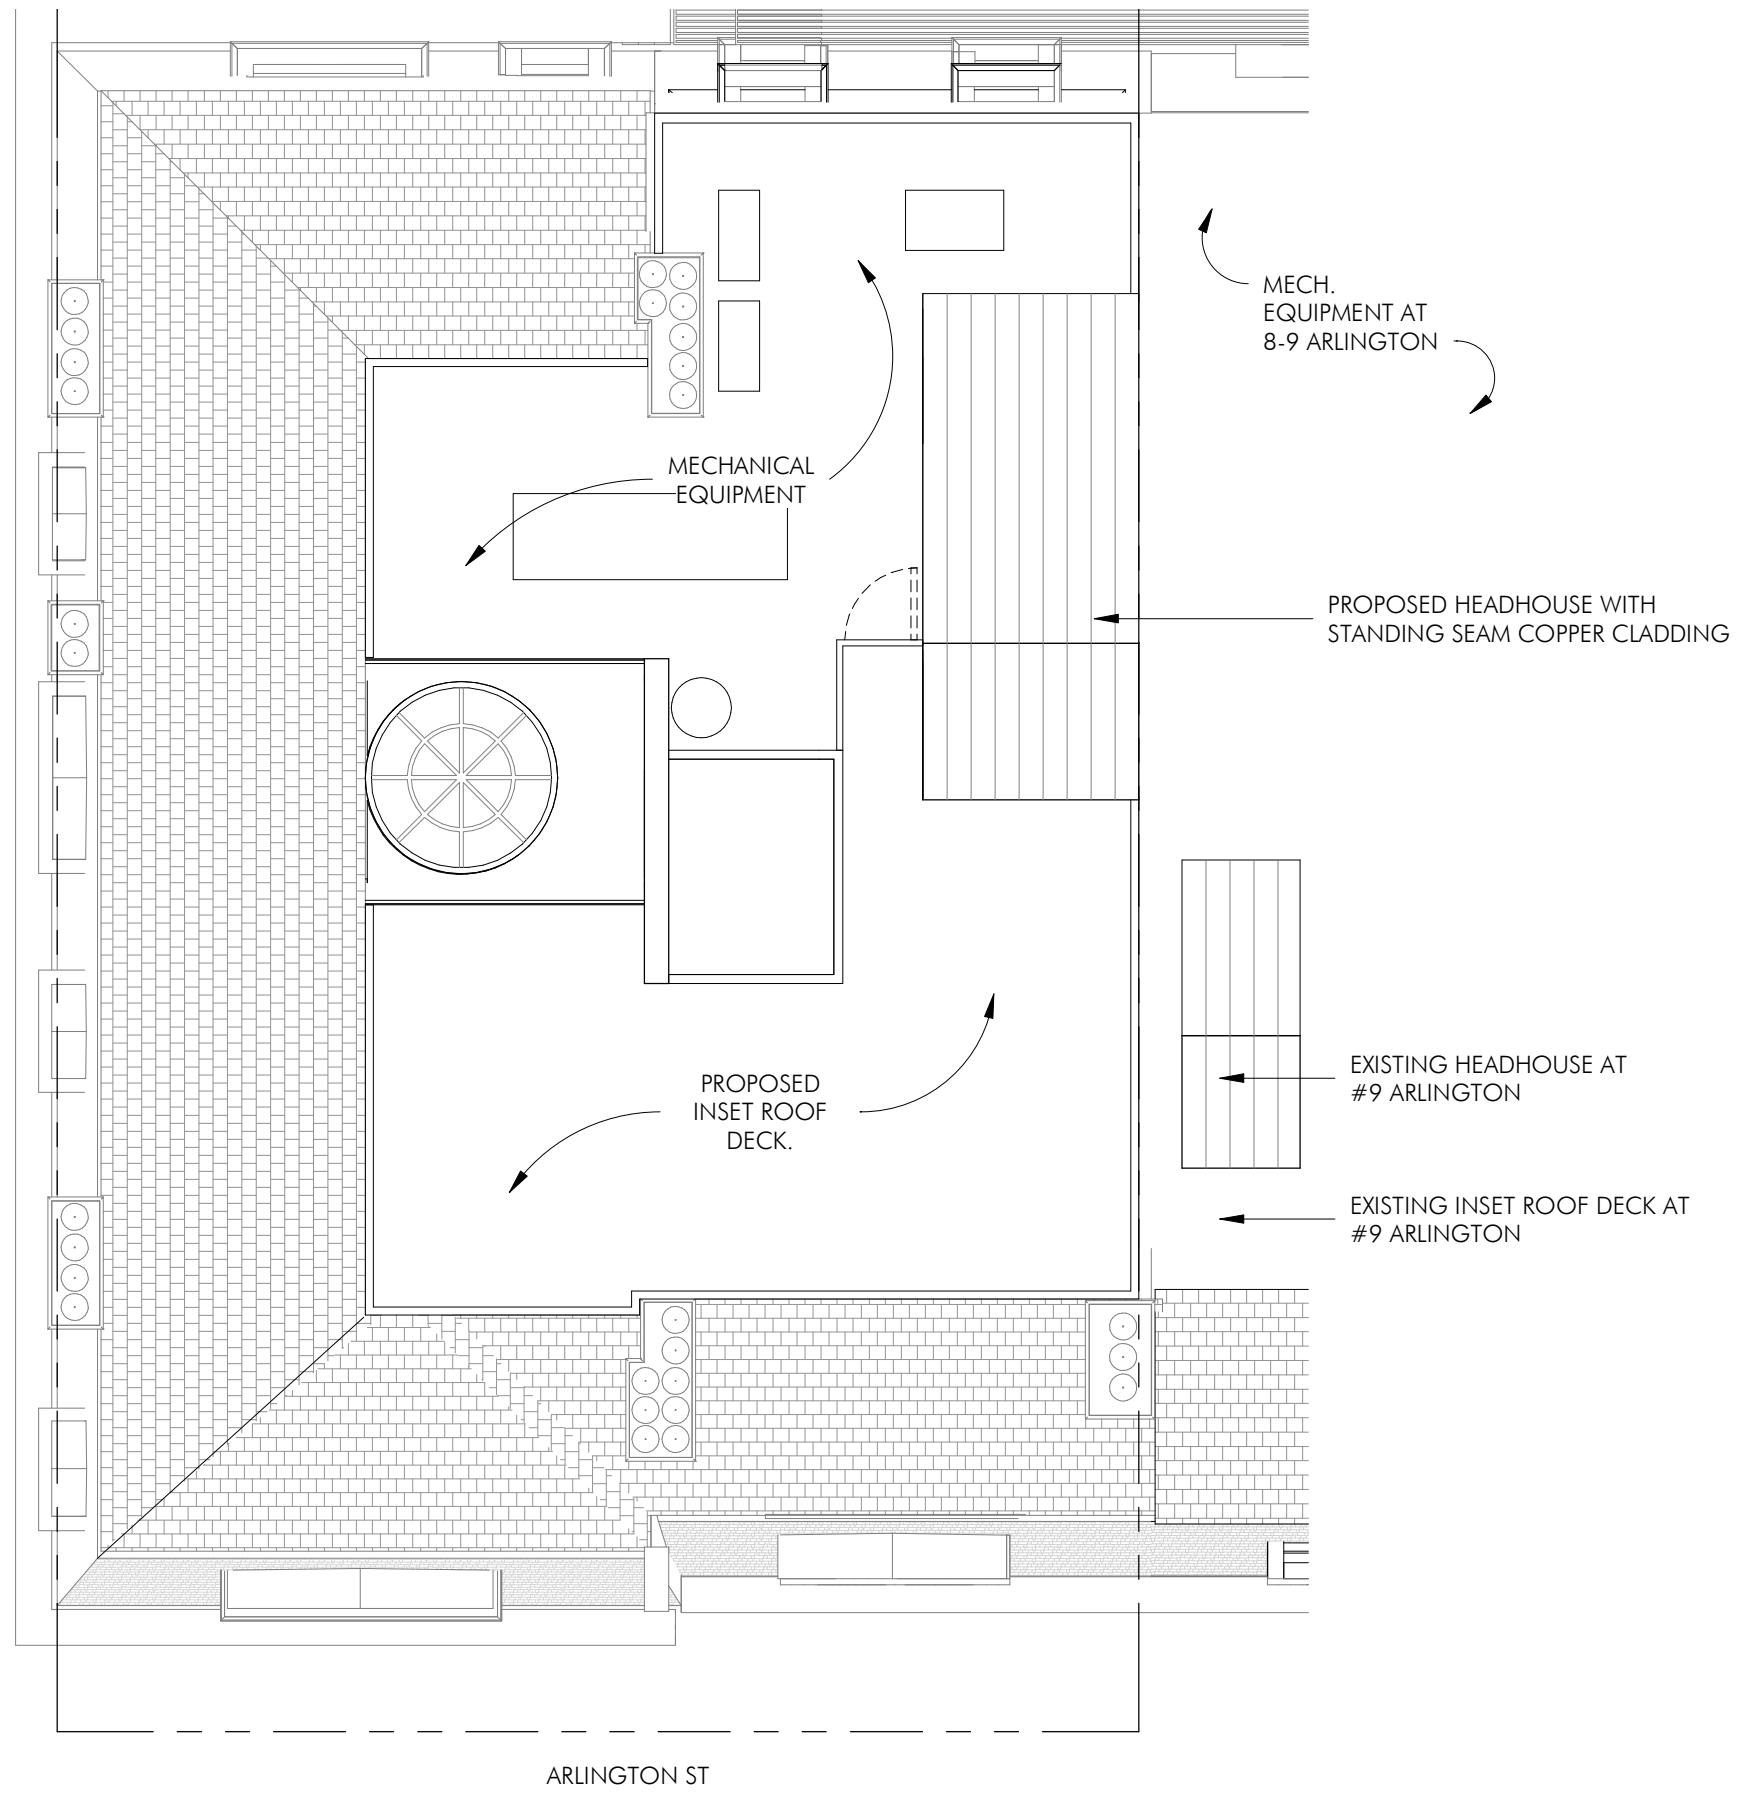 MECH.
EQUIPMENT AT
8-9 ARLINGTON
MECHANICAL
EQUIPMENT
PROPOSED HEADHOUSE WITH
STANDING SEAM COPPER CLADDING
PROPOSED
INSET ROOF
DECK.
EXISTING HEADHOUSE AT
#9 ARLINGTON
EXISTING INSET ROOF DECK AT
#9 ARLINGTON
ARLINGTON ST